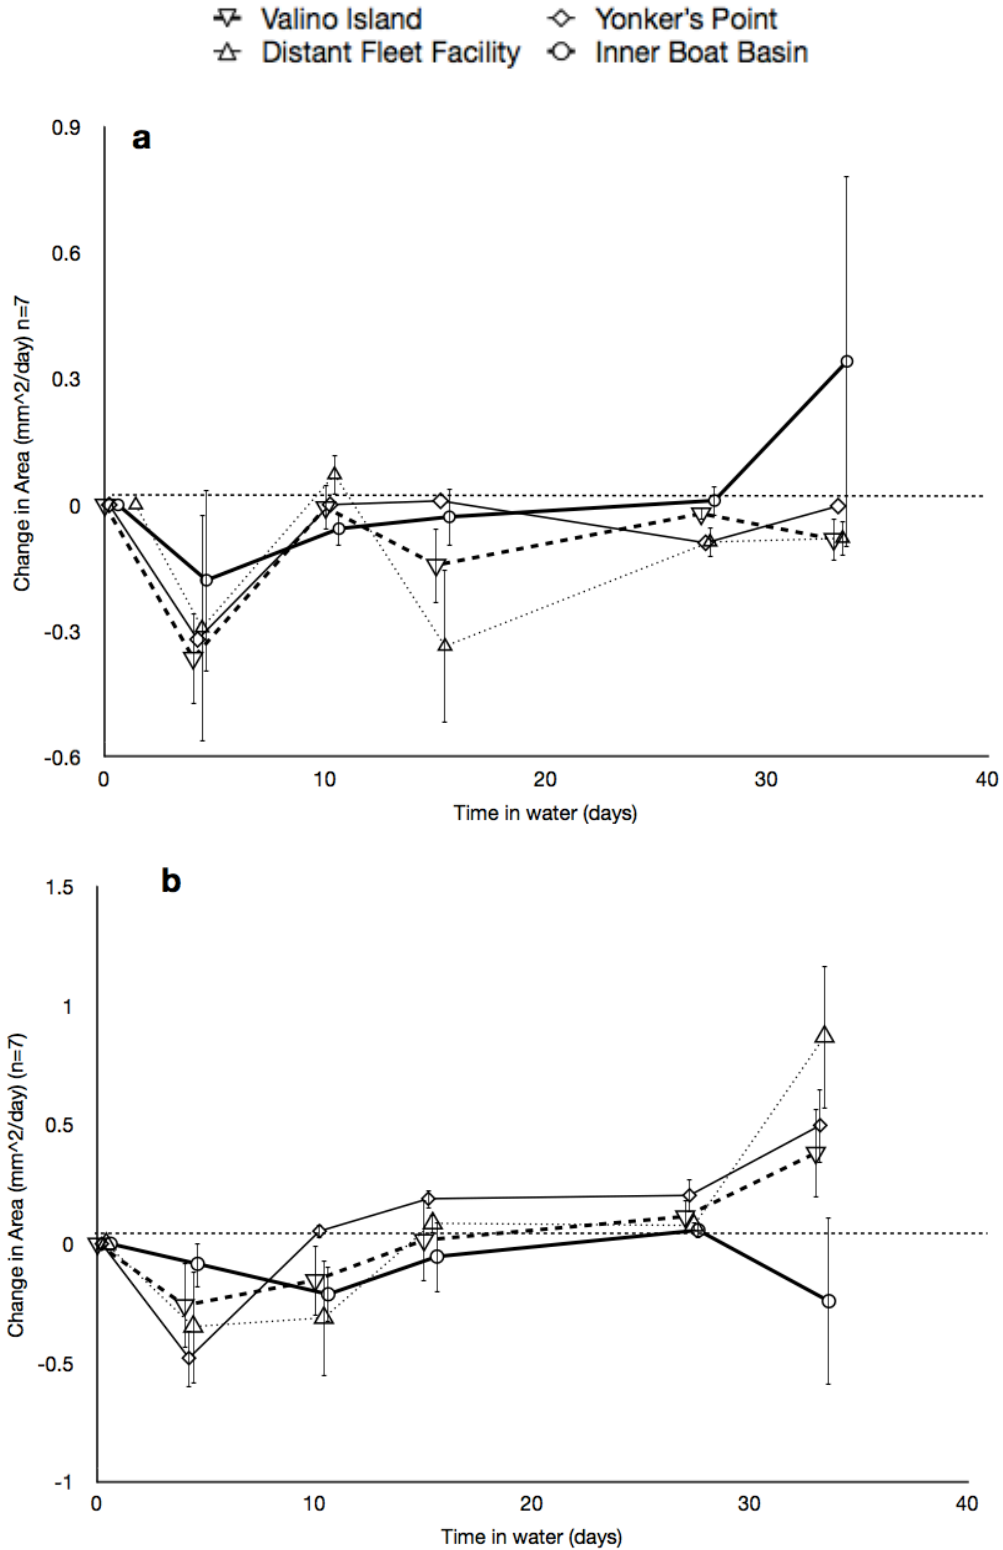 Valino Island
Yonker's Point
Distant Fleet Facility
Inner Boat Basin
a
0.9
0.6
0.3
0
-0.3
-0.6
Change in Area (mm^2/day) n=7
0 10 20 30 40
Time in water (days)
b
1.5
1
0.5
0
-0.5
-1
Change in Area (mm^2/day) (n=7)
0 10 20 30 40
Time in water (days)